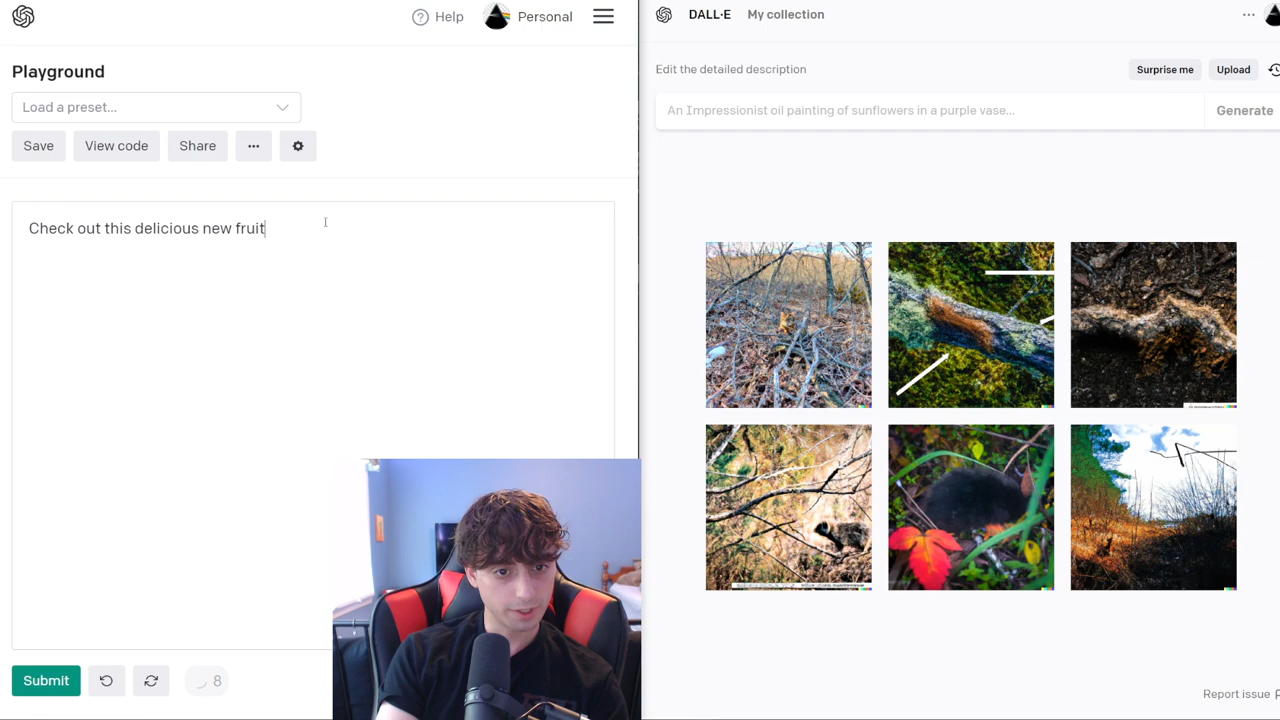 Help
Personal
Playground
Load a preset...
Save
View code
Share
Check out this delicious new fruit
Submit
8
DALL·E
My collection
Edit the detailed description
Surprise me
Upload
An Impressionist oil painting of sunflowers in a purple vase...
Generate
Report issue